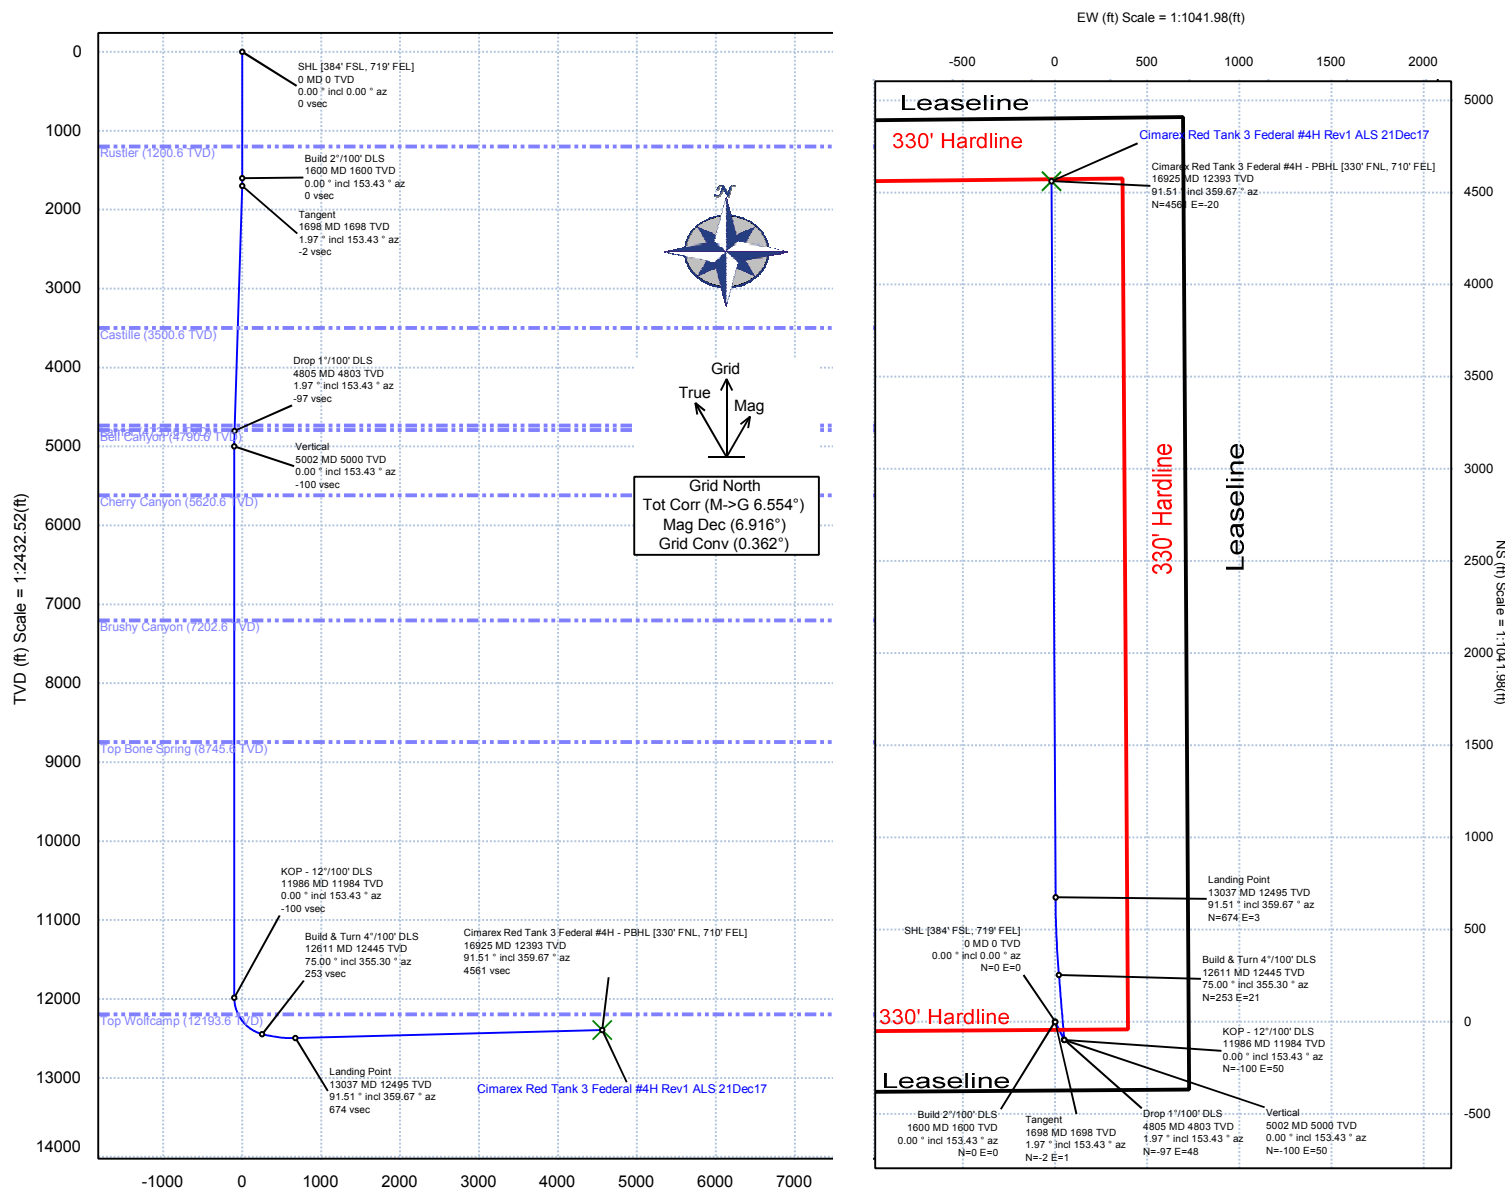 TVD (ft) Scale = 1:2432.52(ft)
0
1000
2000
3000
4000
5000
6000
7000
8000
9000
10000
11000
12000
13000
14000
-1000
0
1000
2000
3000
4000
5000
6000
7000
SHL [384' FSL, 719' FEL]
0 MD 0 TVD
0.00 ° incl 0.00 ° az
0 vsec
Rustler (1200.6 TVD)
Build 2°/100' DLS
1600 MD 1600 TVD
0.00 ° incl 153.43 ° az
0 vsec
Tangent
1698 MD 1698 TVD
1.97 ° incl 153.43 ° az
-2 vsec
Castille (3500.6 TVD)
Drop 1°/100' DLS
4805 MD 4803 TVD
1.97 ° incl 153.43 ° az
-97 vsec
Bell Canyon (4790.6 TVD)
Vertical
5002 MD 5000 TVD
0.00 ° incl 153.43 ° az
-100 vsec
Cherry Canyon (5620.6 TVD)
Brushy Canyon (7202.6 TVD)
Top Bone Spring (8745.6 TVD)
KOP - 12°/100' DLS
11986 MD 11984 TVD
0.00 ° incl 153.43 ° az
-100 vsec
Build & Turn 4°/100' DLS
12611 MD 12445 TVD
75.00 ° incl 355.30 ° az
253 vsec
Cimarex Red Tank 3 Federal #4H - PBHL [330' FNL, 710' FEL]
16925 MD 12393 TVD
91.51 ° incl 359.67 ° az
4561 vsec
Top Wolfcamp (12193.6 TVD)
Landing Point
13037 MD 12495 TVD
91.51 ° incl 359.67 ° az
674 vsec
Cimarex Red Tank 3 Federal #4H Rev1 ALS 21Dec17
N
Grid
True
Mag
Grid North
Tot Corr (M->G 6.554°)
Mag Dec (6.916°)
Grid Conv (0.362°)
EW (ft) Scale = 1:1041.98(ft)
-500
0
500
1000
1500
2000
5000
4500
4000
3500
3000
2500
2000
1500
1000
500
0
-500
NS (ft) Scale = 1:1041.98(ft)
Leaseline
330' Hardline
Cimarex Red Tank 3 Federal #4H Rev1 ALS 21Dec17
Cimarex Red Tank 3 Federal #4H - PBHL [330' FNL, 710' FEL]
16925 MD 12393 TVD
91.51 ° incl 359.67 ° az
N=4561 E=-20
330' Hardline
Leaseline
Landing Point
13037 MD 12495 TVD
91.51 ° incl 359.67 ° az
N=674 E=3
SHL [384' FSL, 719' FEL]
0 MD 0 TVD
0.00 ° incl 0.00 ° az
N=0 E=0
Build & Turn 4°/100' DLS
12611 MD 12445 TVD
75.00 ° incl 355.30 ° az
N=253 E=21
330' Hardline
KOP - 12°/100' DLS
11986 MD 11984 TVD
0.00 ° incl 153.43 ° az
N=-100 E=50
Leaseline
Build 2°/100' DLS
1600 MD 1600 TVD
0.00 ° incl 153.43 ° az
N=0 E=0
Tangent
1698 MD 1698 TVD
1.97 ° incl 153.43 ° az
N=-2 E=1
Drop 1°/100' DLS
4805 MD 4803 TVD
1.97 ° incl 153.43 ° az
N=-97 E=48
Vertical
5002 MD 5000 TVD
0.00 ° incl 153.43 ° az
N=-100 E=50